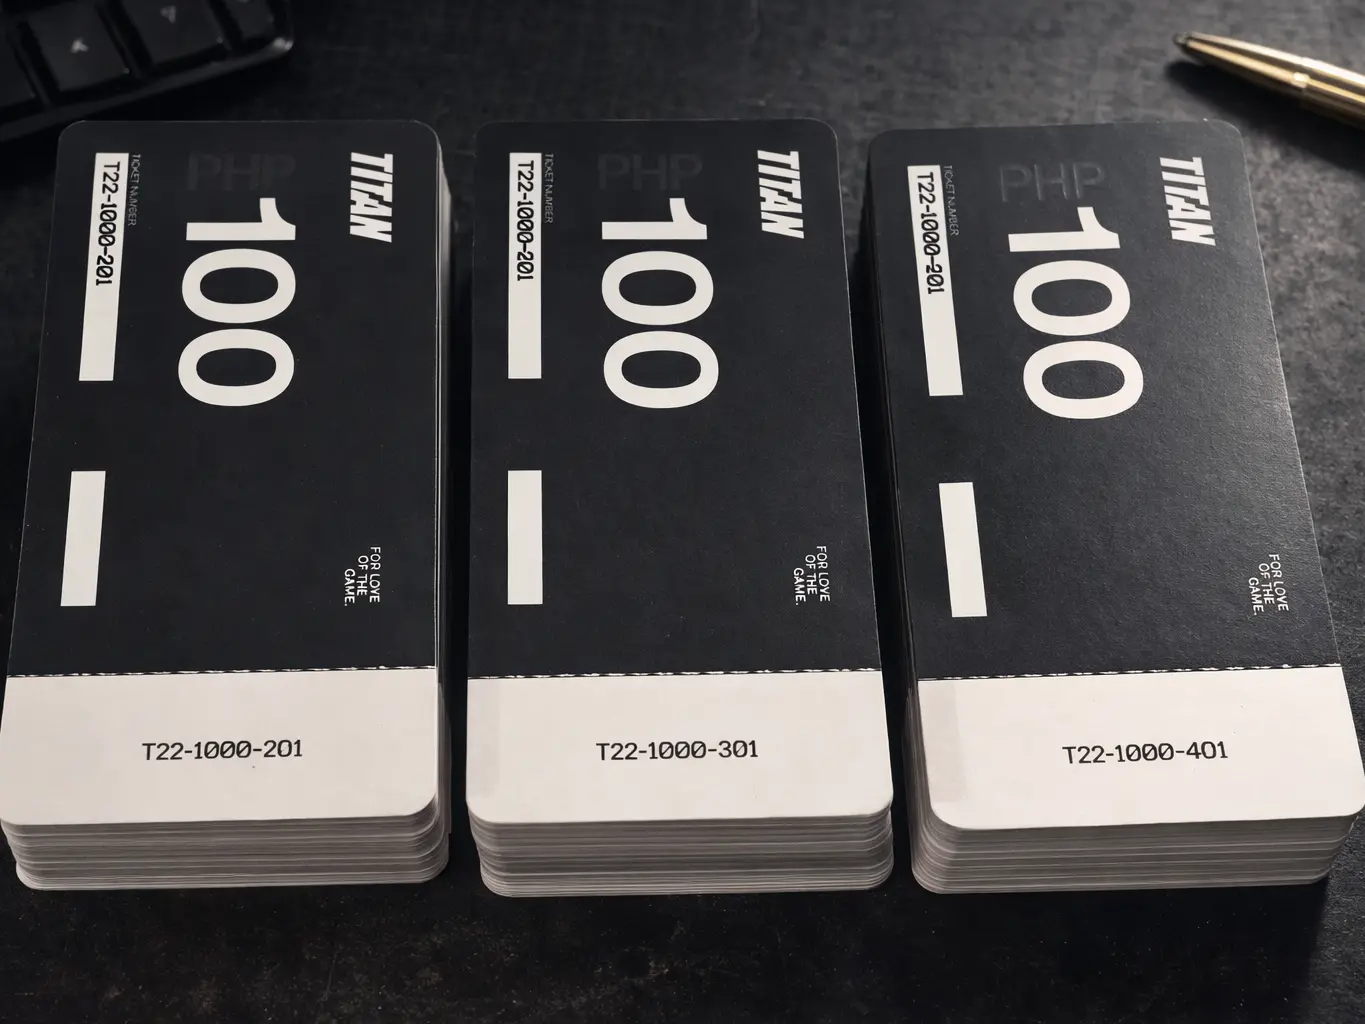 TITAN
PHP
100
TICKET NUMBER
T22-1000-201
FOR LOVE
OF THE
GAME.
T22-1000-201
TITAN
PHP
100
TICKET NUMBER
T22-1000-201
FOR LOVE
OF THE
GAME.
T22-1000-301
TITAN
PHP
100
TICKET NUMBER
T22-1000-201
FOR LOVE
OF THE
GAME.
T22-1000-401